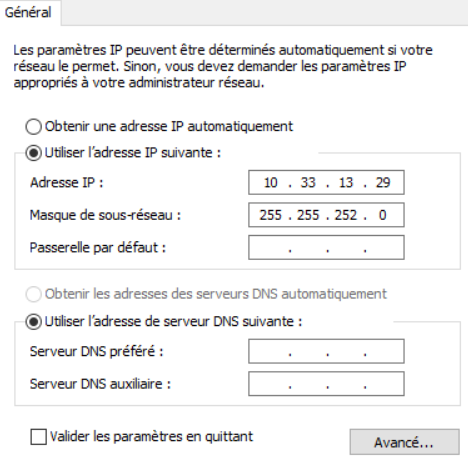 Général
Les paramètres IP peuvent être déterminés automatiquement si votre
réseau le permet. Sinon, vous devez demander les paramètres IP
appropriés à votre administrateur réseau.
Obtenir une adresse IP automatiquement
Utiliser l'adresse IP suivante :
Adresse IP : 10 . 33 . 13 . 29
Masque de sous-réseau : 255 . 255 . 252 . 0
Passerelle par défaut : . . .
Obtenir les adresses des serveurs DNS automatiquement
Utiliser l'adresse de serveur DNS suivante :
Serveur DNS préféré : . . .
Serveur DNS auxiliaire : . . .
Valider les paramètres en quittant
Avancé...